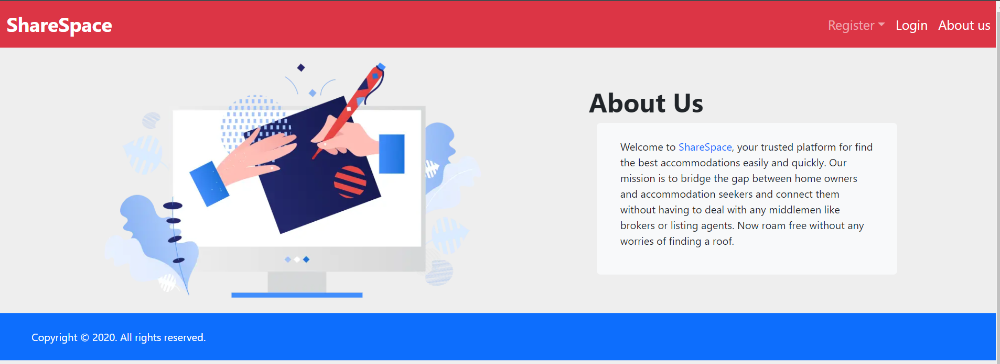 ShareSpace
Register Login About us
About Us
Welcome to ShareSpace, your trusted platform for find
the best accommodations easily and quickly. Our
mission is to bridge the gap between home owners
and accommodation seekers and connect them
without having to deal with any middlemen like
brokers or listing agents. Now roam free without any
worries of finding a roof.
Copyright © 2020. All rights reserved.